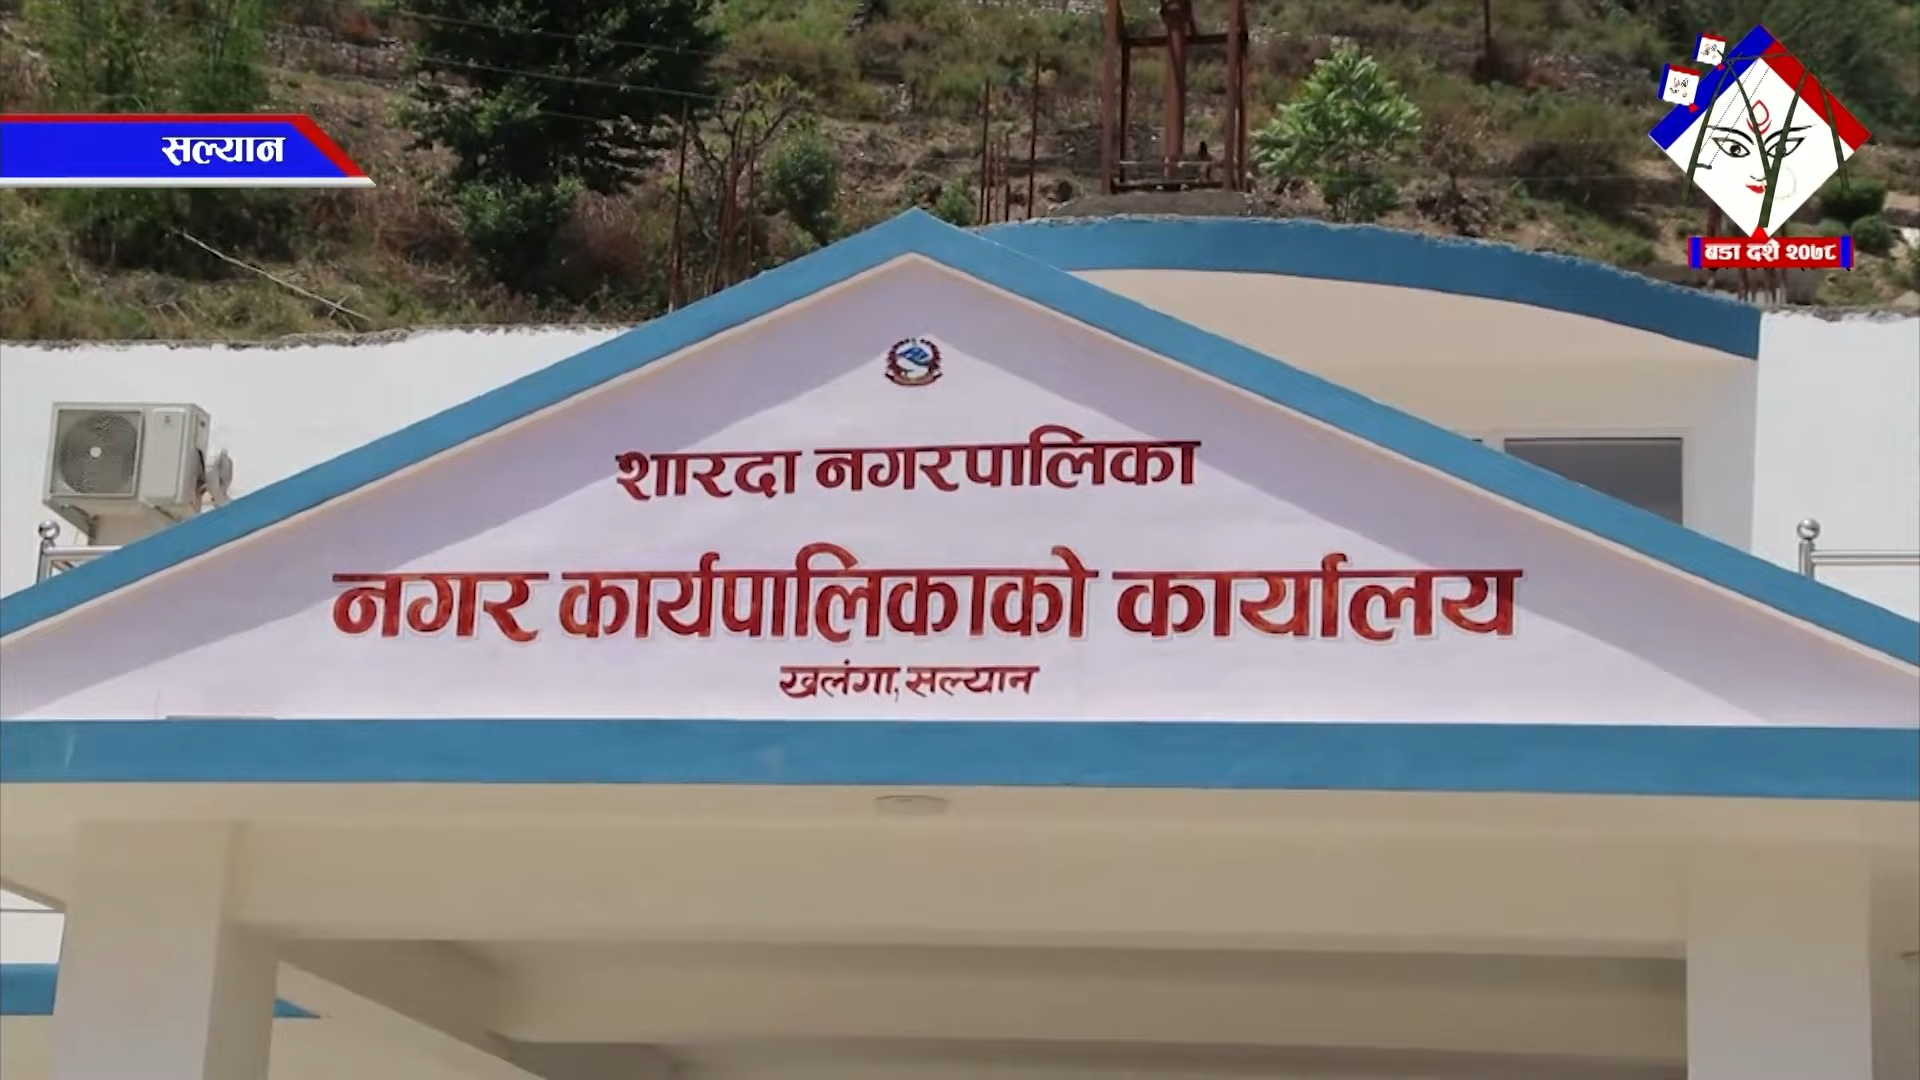 सल्यान
बडा दशैं २०७८
शारदा नगरपालिका
नगर कार्यपालिकाको कार्यालय
खलंगा, सल्यान